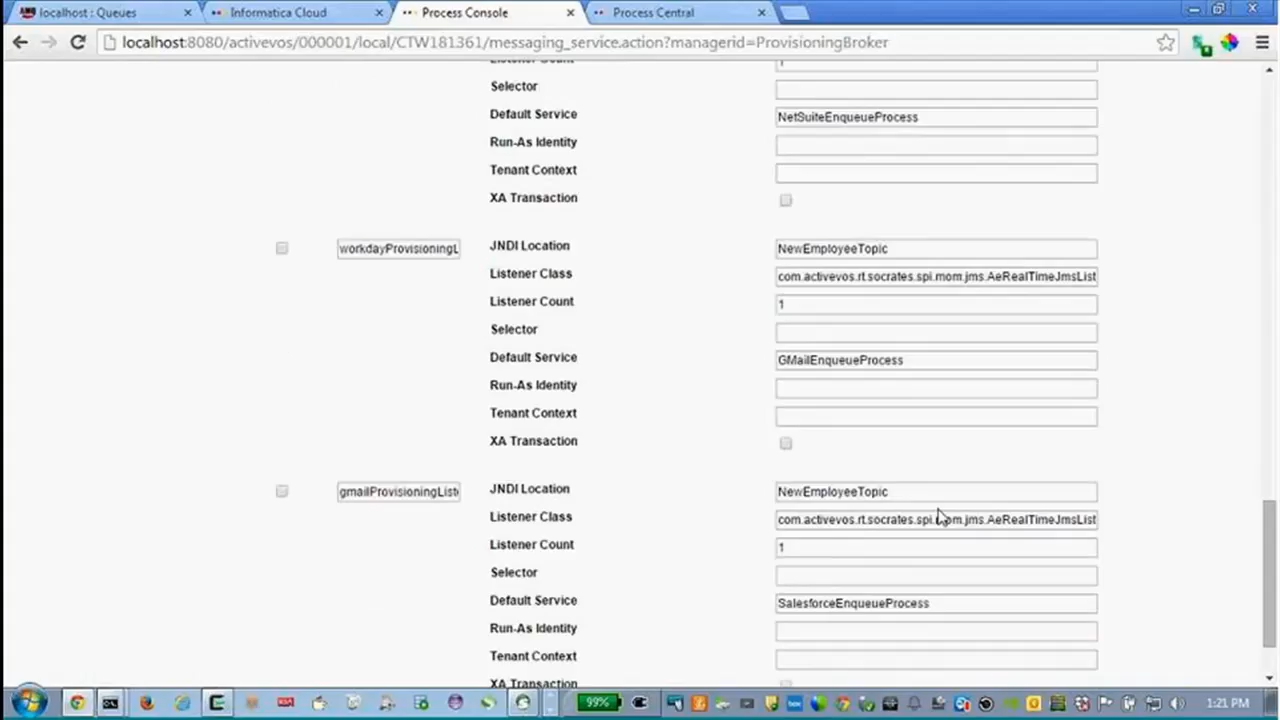 localhost : Queues
Informatica Cloud
Process Console
Process Central
localhost:8080/activevos/000001/local/CTW181361/messaging_service.action?managerid=ProvisioningBroker
Listener Count
1
Selector
Default Service
NetSuiteEnqueueProcess
Run-As Identity
Tenant Context
XA Transaction
workdayProvisioningL
JNDI Location
NewEmployeeTopic
Listener Class
com.activevos.rt.socrates.spi.mom.jms.AeRealTimeJmsList
Listener Count
1
Selector
Default Service
GMailEnqueueProcess
Run-As Identity
Tenant Context
XA Transaction
gmailProvisioningListe
JNDI Location
NewEmployeeTopic
Listener Class
com.activevos.rt.socrates.spi.mom.jms.AeRealTimeJmsList
Listener Count
1
Selector
Default Service
SalesforceEnqueueProcess
Run-As Identity
Tenant Context
XA Transaction
99%
1:21 PM